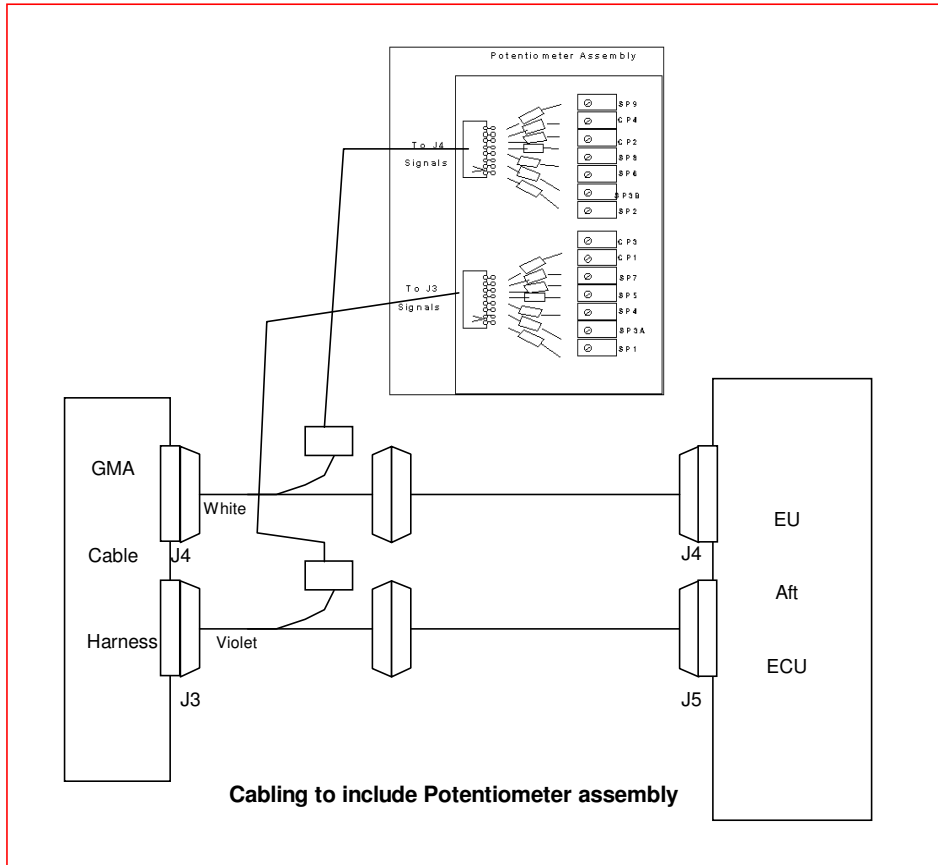 Potentiometer Assembly
SP9
CP4
To J4
CP2
SP8
Signals
SP6
SP3B
SP2
CP3
CP1
SP7
To J3
SP5
Signals
SP4
SP3A
SP1
GMA
White
EU
Cable
J4
J4
Aft
Harness
Violet
ECU
J3
J5
Cabling to include Potentiometer assembly